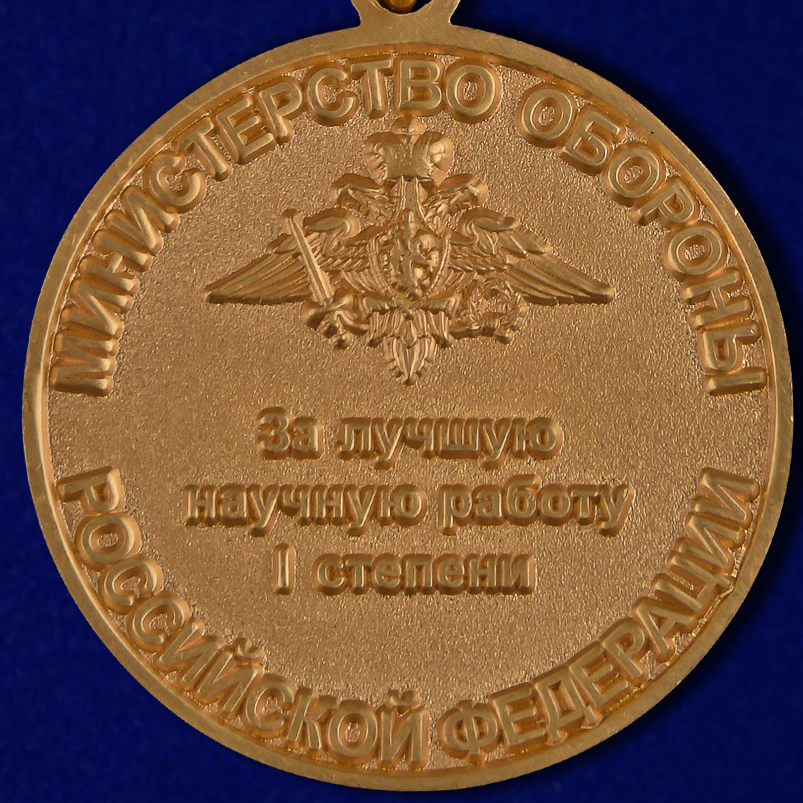 МИНИСТЕРСТВО ОБОРОНЫ
За лучшую
научную работу
I степени
РОССИЙСКОЙ ФЕДЕРАЦИИ